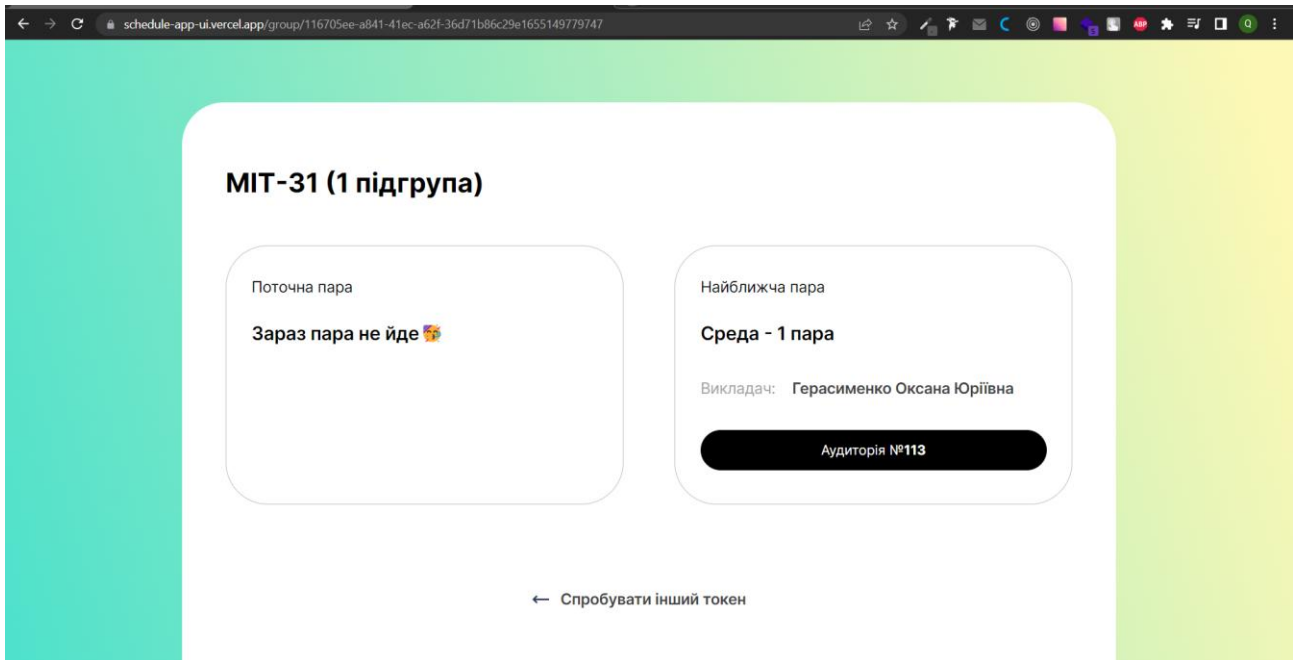 schedule-app-ui.vercel.app/group/116705ee-a841-41ec-a62f-36d71b86c29e1655149779747
МІТ-31 (1 підгрупа)
Поточна пара
Зараз пара не йде
Найближча пара
Среда - 1 пара
Викладач: Герасименко Оксана Юріївна
Аудиторія №113
← Спробувати інший токен